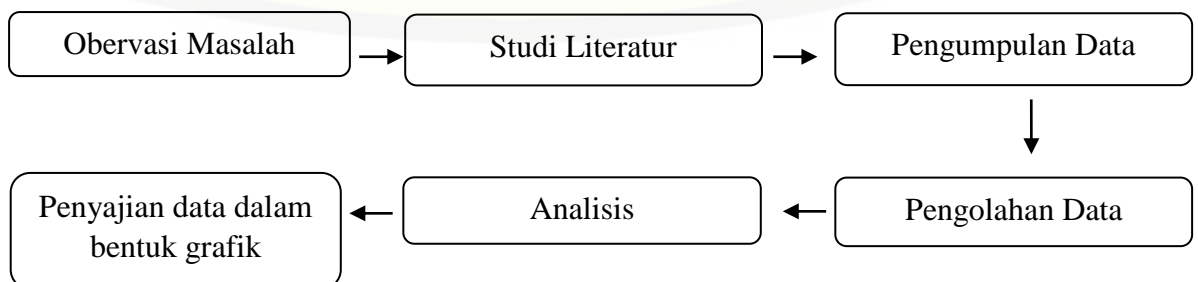 Obervasi Masalah
Studi Literatur
Pengumpulan Data
Pengolahan Data
Analisis
Penyajian data dalam
bentuk grafik